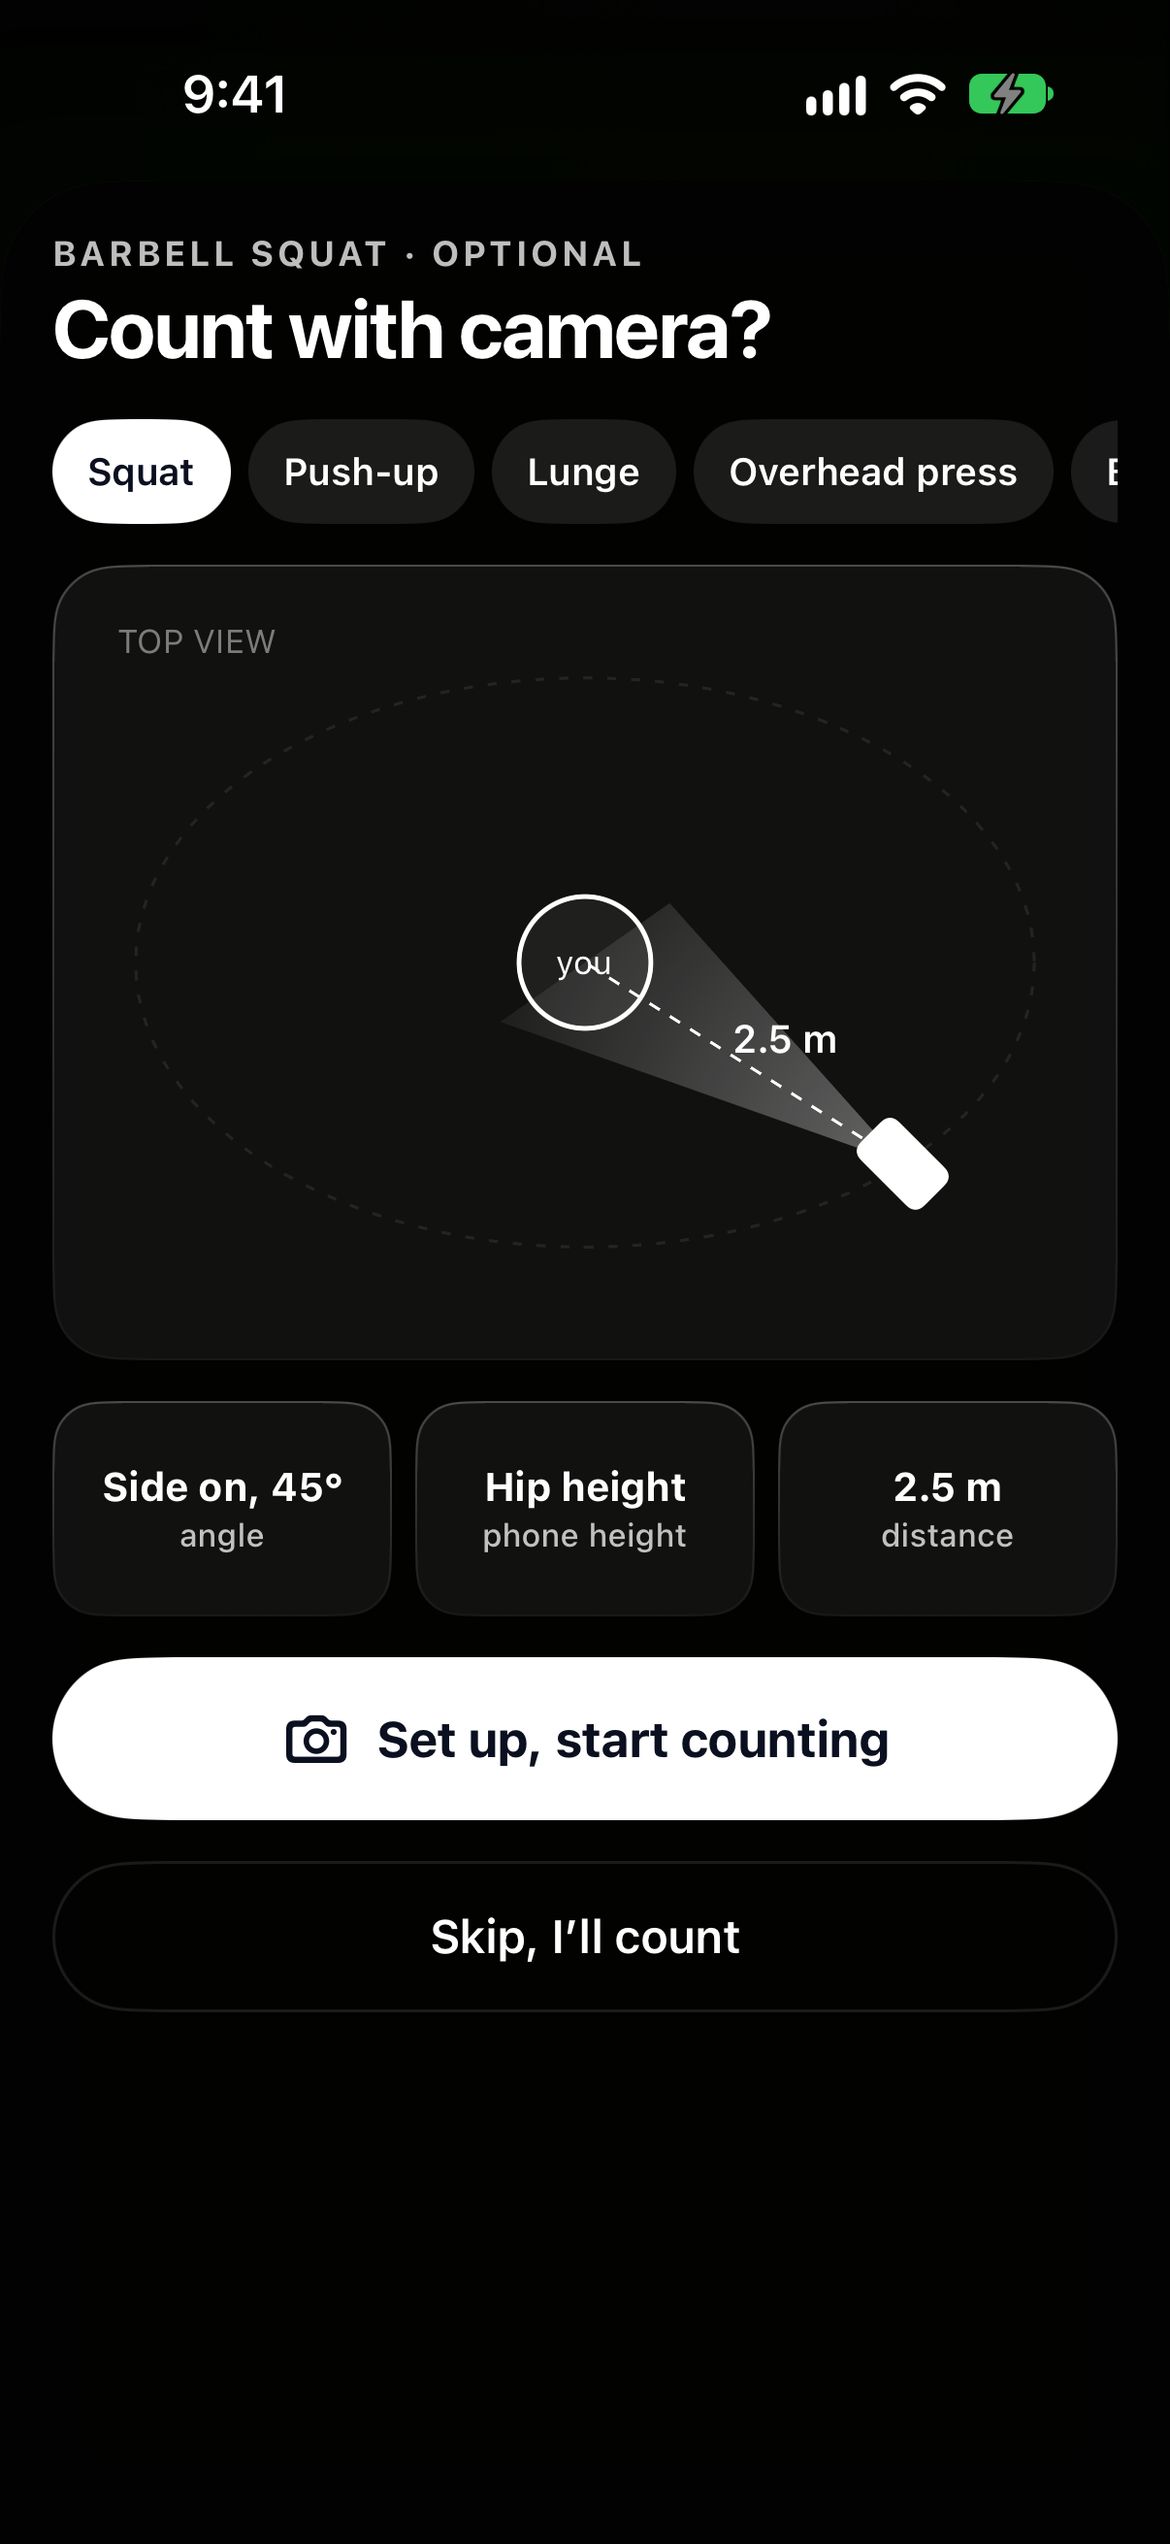 9:41
BARBELL SQUAT · OPTIONAL
Count with camera?
Squat
Push-up
Lunge
Overhead press
TOP VIEW
you
2.5 m
Side on, 45°
angle
Hip height
phone height
2.5 m
distance
Set up, start counting
Skip, I’ll count